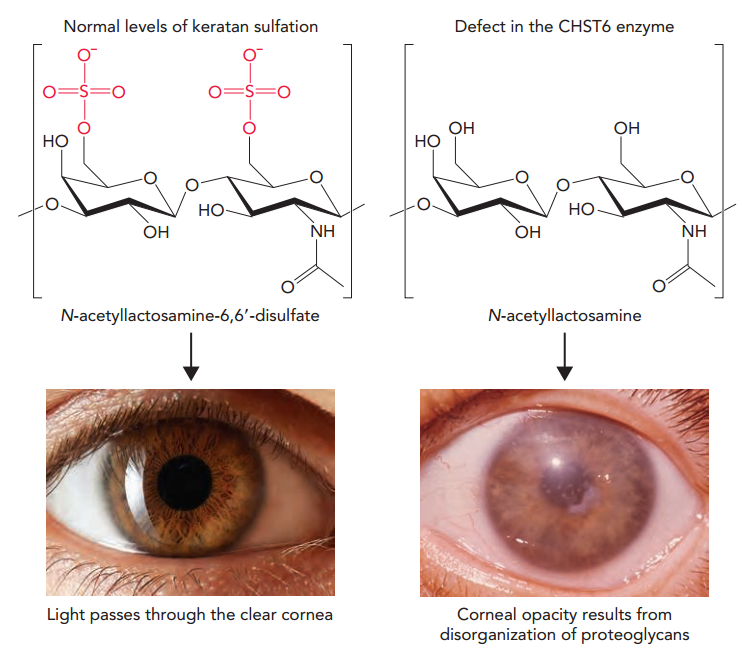 Normal levels of keratan sulfation
Defect in the CHST6 enzyme
O⁻
O⁻
O=S=O
O=S=O
O
O
HO
OH
HO
OH
O
O
O
O
O
O
O
HO
O
HO
OH
NH
OH
NH
O
O
N-acetyllactosamine-6,6′-disulfate
N-acetyllactosamine
Light passes through the clear cornea
Corneal opacity results from
disorganization of proteoglycans